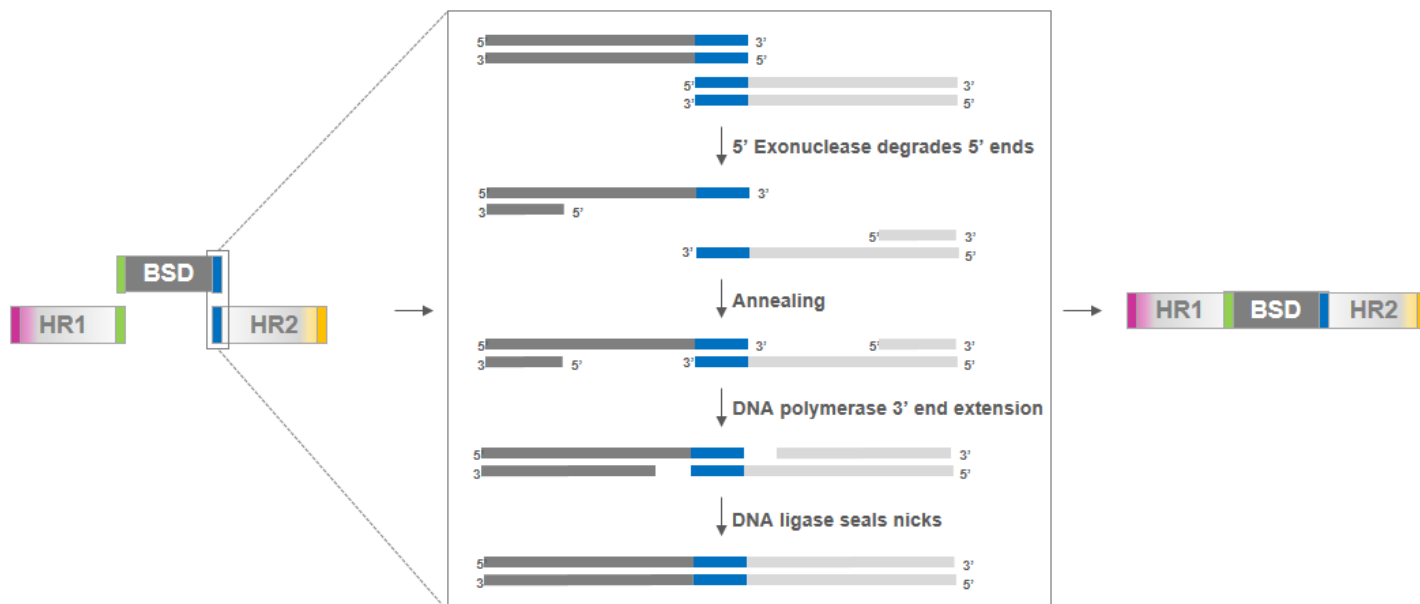 5 3’
3 5’
5’ 3’
3’ 5’
5’ Exonuclease degrades 5’ ends
5 3’
3 5’
5’ 3’
3’ 5’
BSD
HR1 HR2
Annealing
HR1 BSD HR2
5 3’ 5’ 3’
3 5’ 3’ 5’
DNA polymerase 3’ end extension
5 3’
3 5’
DNA ligase seals nicks
5 3’
3 5’